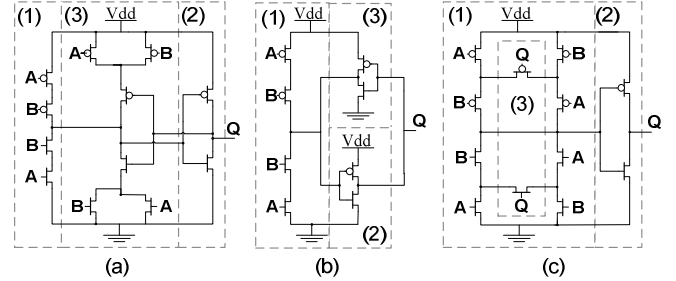 (1) (3) Vdd (2)
A B
A
B
B
A
B A
Q
(a)
(1) Vdd (3)
A
B
B
A
Vdd
Q
(2)
(b)
(1) Vdd (2)
A Q B
B (3) A
B A
A Q B
Q
(c)